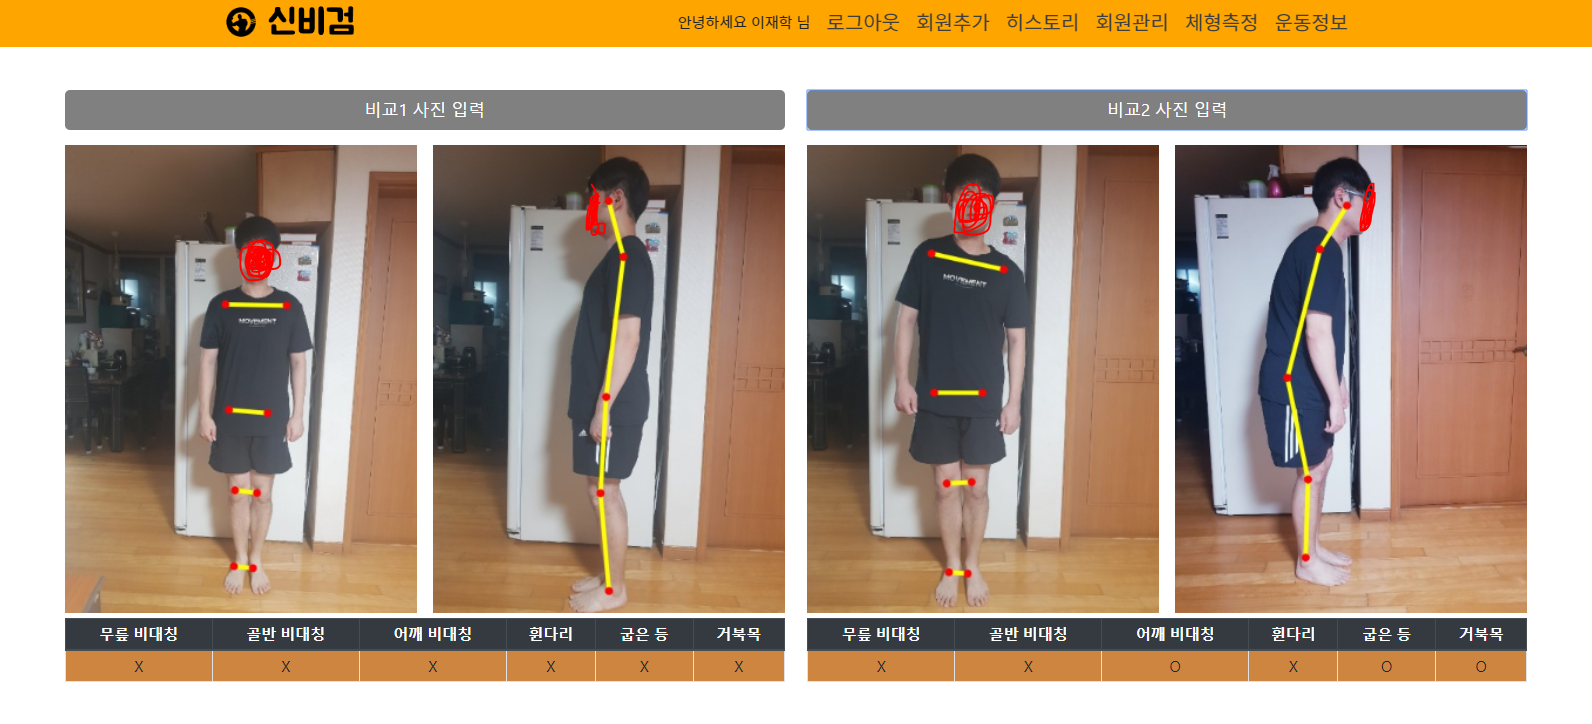 신비검
안녕하세요 이재학 님 로그아웃 회원추가 히스토리 회원관리 체형측정 운동정보
비교1 사진 입력
비교2 사진 입력
MOVEMENT
MOVEMENT
무릎 비대칭 골반 비대칭 어깨 비대칭 휜다리 굽은 등 거북목
X X X X X X
무릎 비대칭 골반 비대칭 어깨 비대칭 휜다리 굽은 등 거북목
X X O X O O